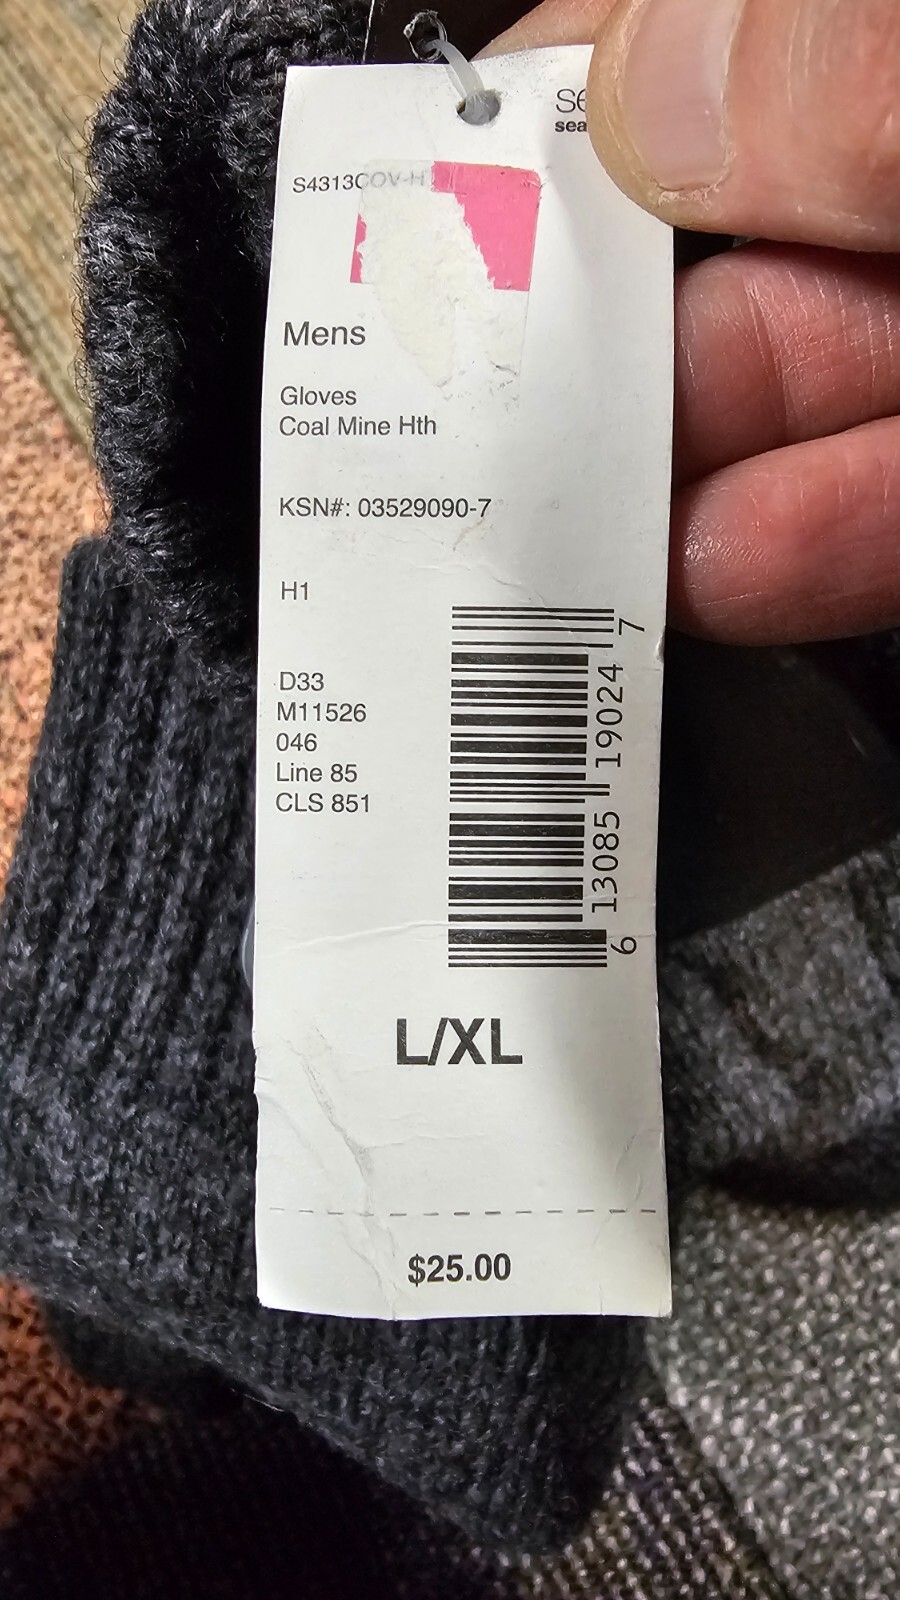 S4313COV-H
Mens
Gloves
Coal Mine Hth
KSN#: 03529090-7
H1
D33
M11526
046
Line 85
CLS 851
6 13085 19024 7
L/XL
$25.00